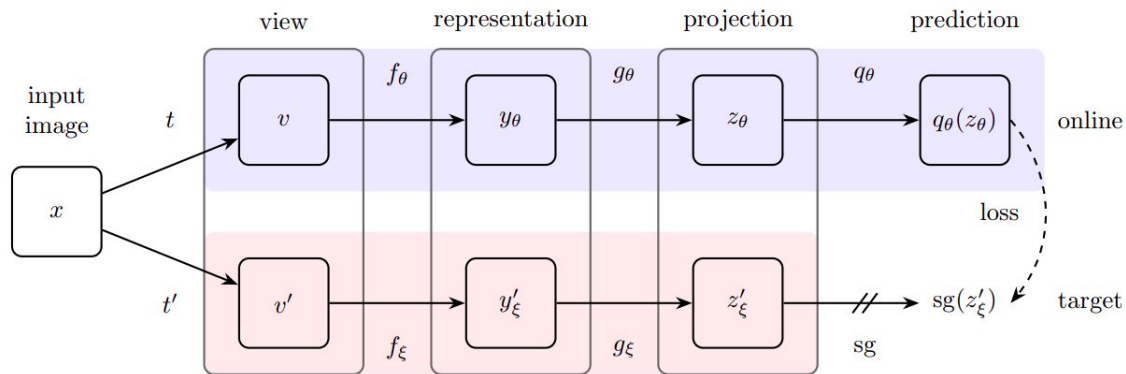 view representation projection prediction
input
image
t
f_θ g_θ q_θ
v y_θ z_θ q_θ(z_θ) online
x
loss
t′
v′ y′_ξ z′_ξ sg(z′_ξ) target
f_ξ g_ξ sg